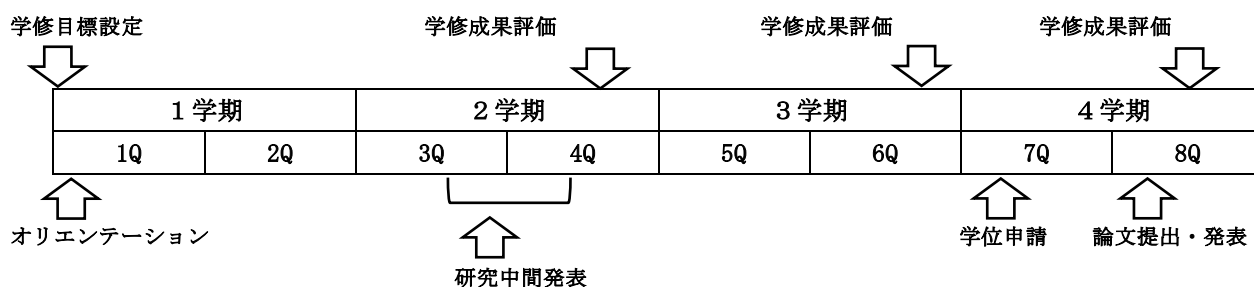 学修目標設定 学修成果評価 学修成果評価 学修成果評価
１学期 ２学期 ３学期 ４学期
1Q 2Q 3Q 4Q 5Q 6Q 7Q 8Q
オリエンテーション 学位申請 論文提出・発表
研究中間発表